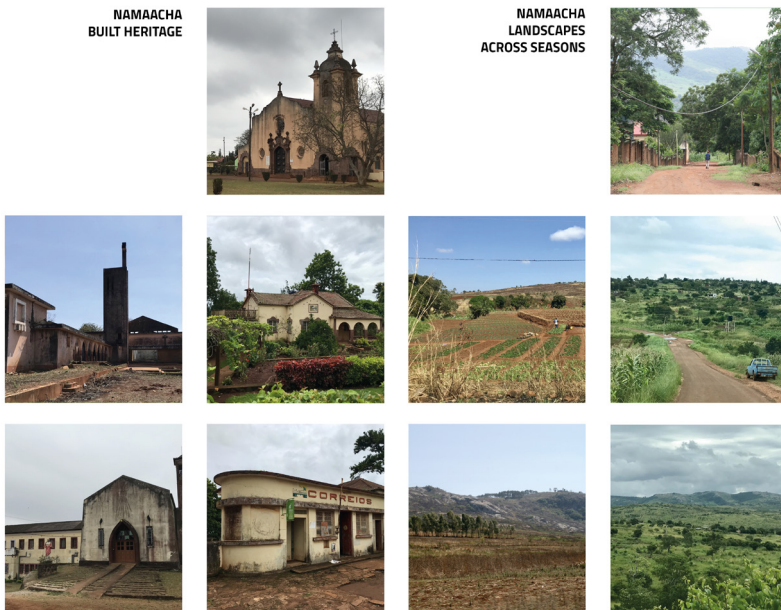 NAMAACHA
BUILT HERITAGE
NAMAACHA
LANDSCAPES
ACROSS SEASONS
CORREIOS